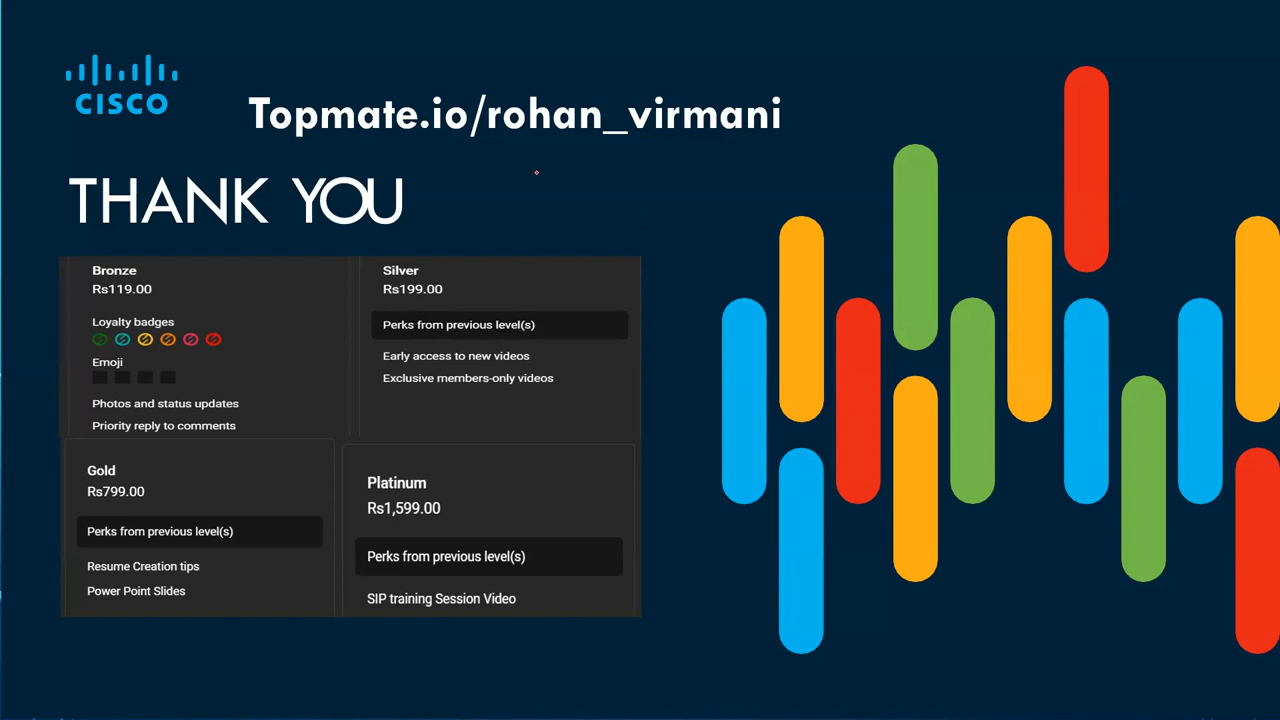 CISCO
Topmate.io/rohan_virmani
THANK YOU
Bronze
Rs119.00
Loyalty badges
Emoji
Photos and status updates
Priority reply to comments
Silver
Rs199.00
Perks from previous level(s)
Early access to new videos
Exclusive members-only videos
Gold
Rs799.00
Perks from previous level(s)
Resume Creation tips
Power Point Slides
Platinum
Rs1,599.00
Perks from previous level(s)
SIP training Session Video